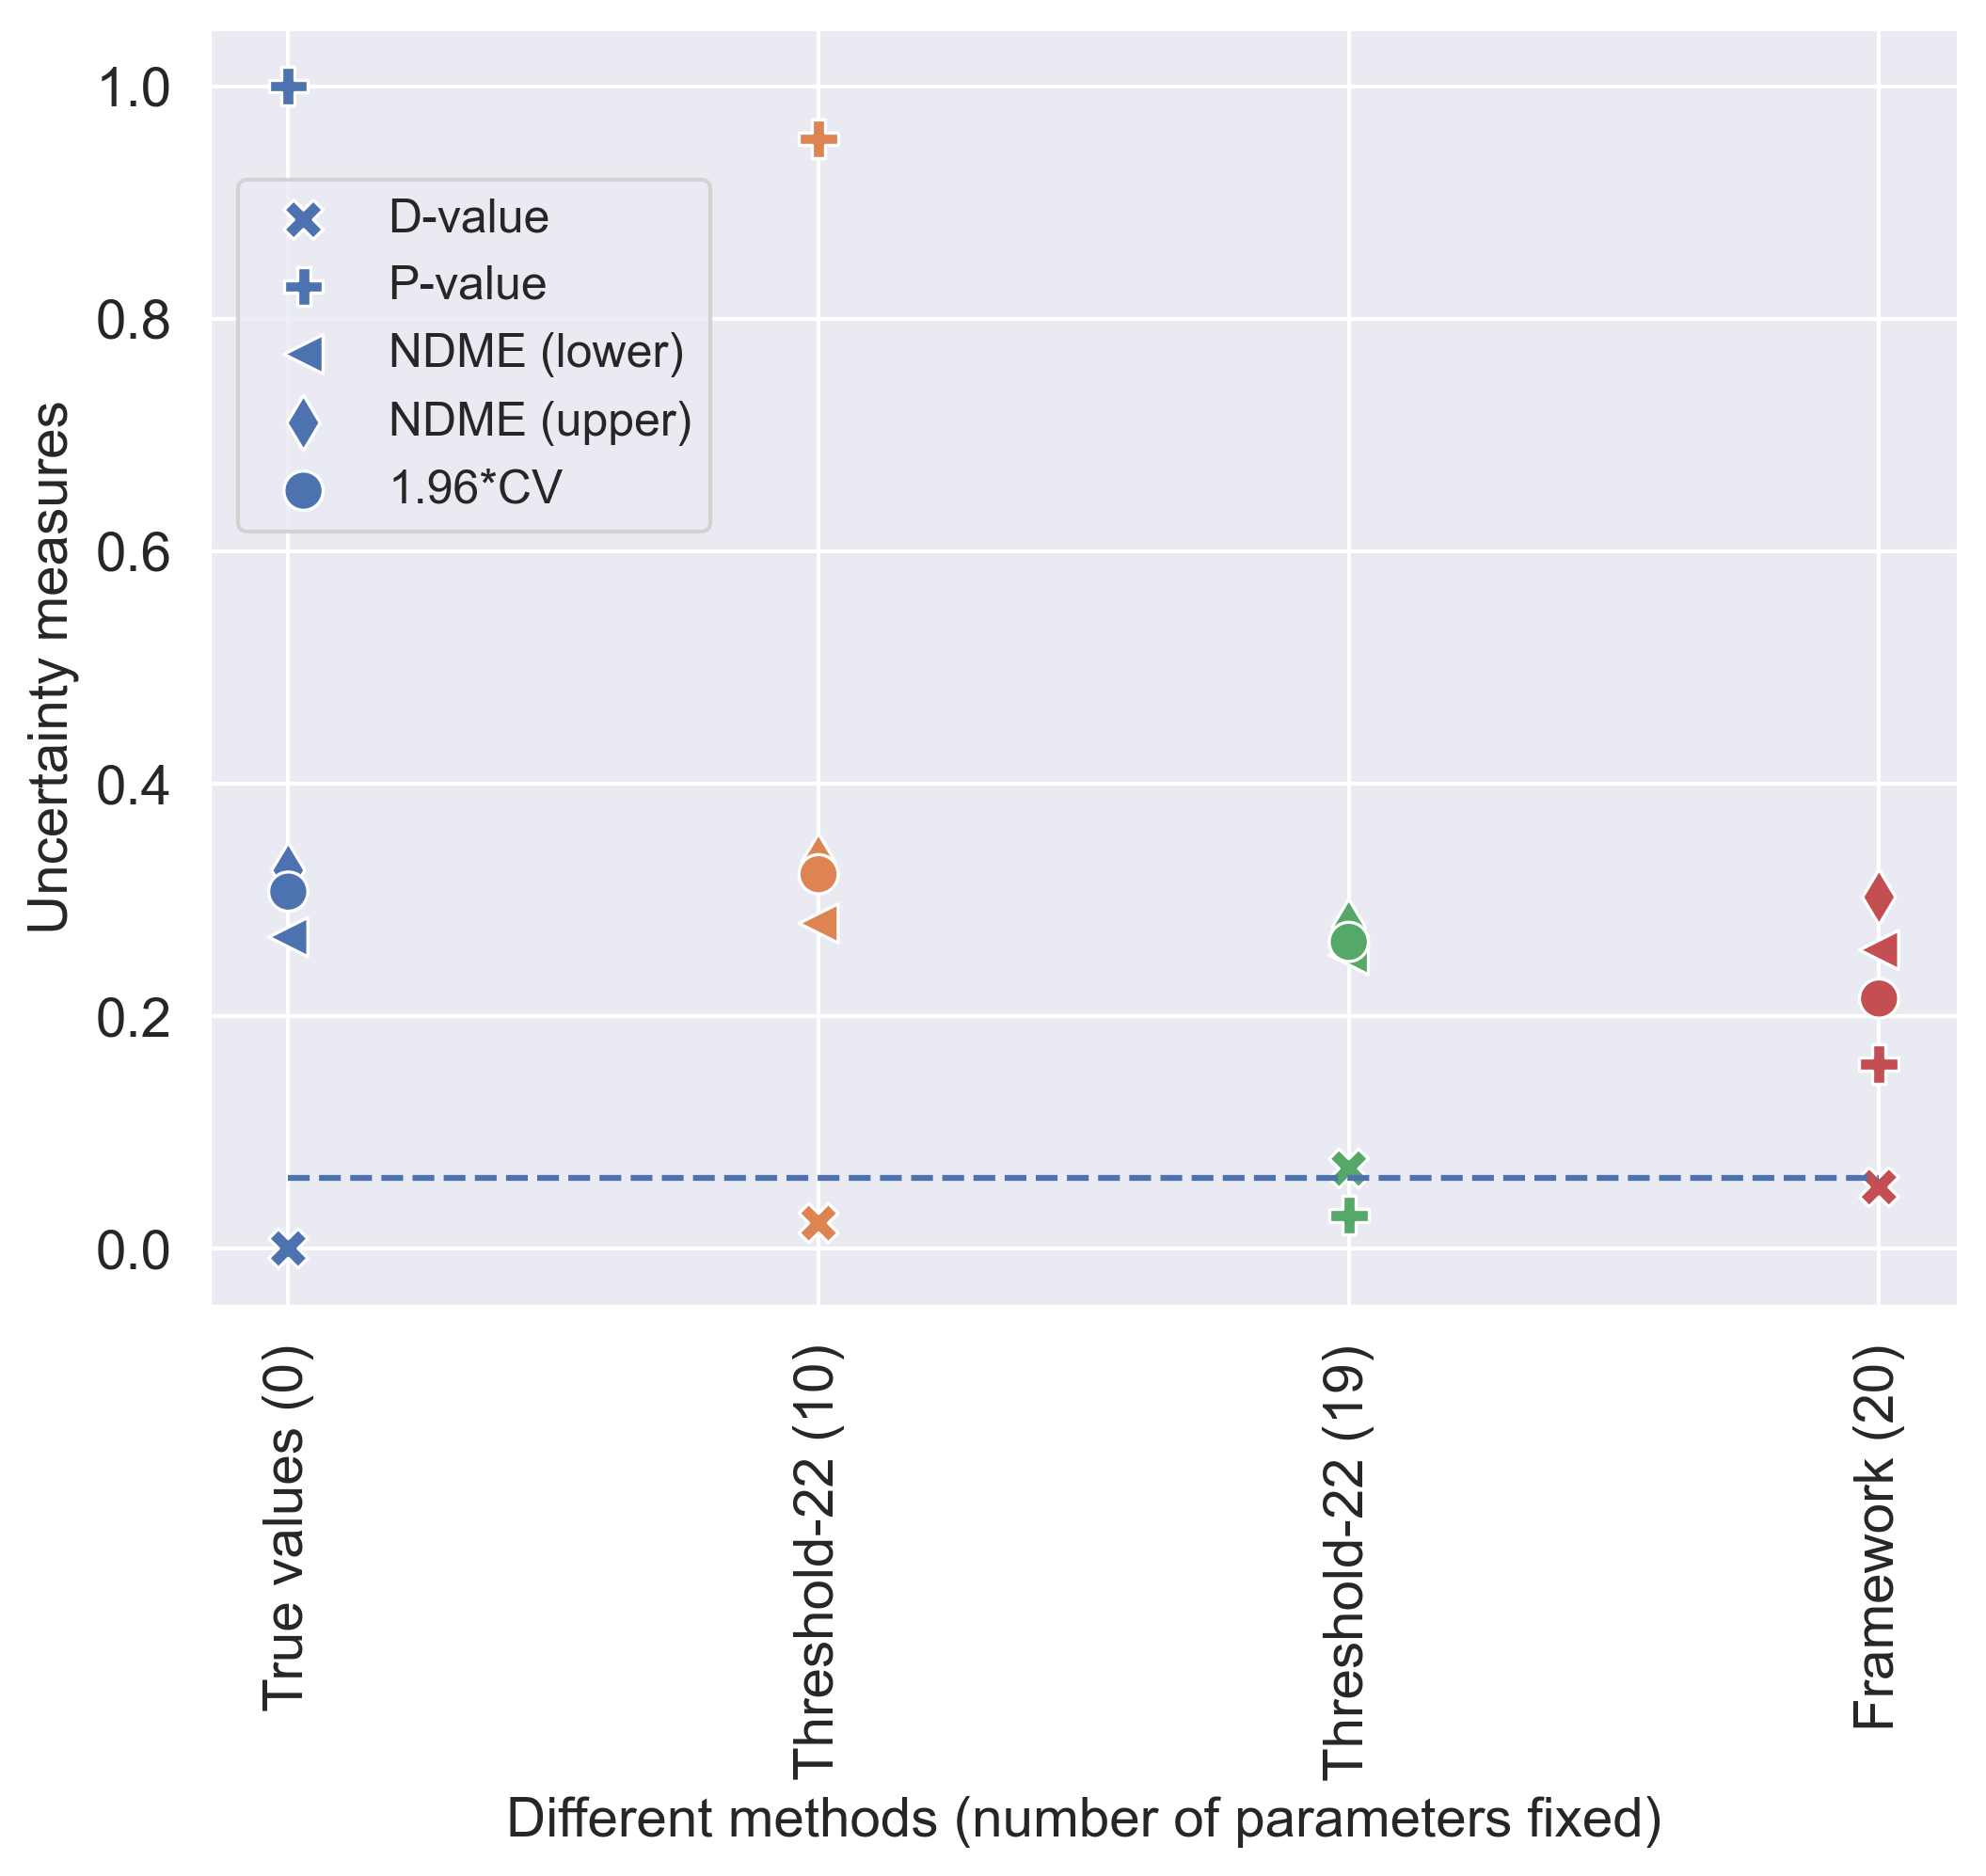 Uncertainty measures
1.0
0.8
0.6
0.4
0.2
0.0
D-value
P-value
NDME (lower)
NDME (upper)
1.96*CV
True values (0)
Threshold-22 (10)
Threshold-22 (19)
Framework (20)
Different methods (number of parameters fixed)